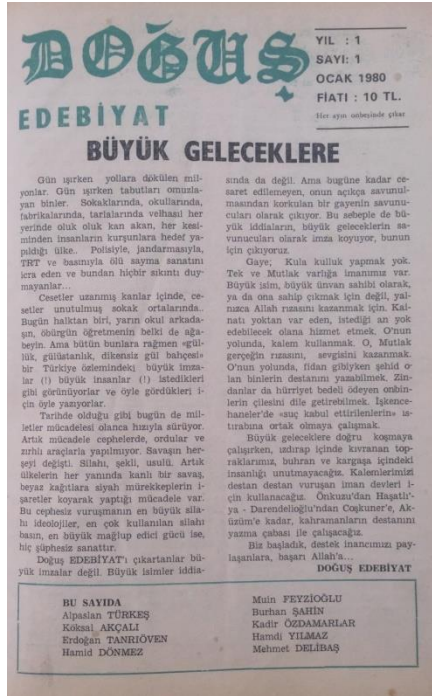 DOĞUŞ
EDEBİYAT
YIL : 1
SAYI: 1
OCAK 1980
FİATI : 10 TL.
Her ayın onbeşinde çıkar
BÜYÜK GELECEKLERE
Gün ışırken yollara dökülen mil-
yonlar. Gün ışırken tabutları omuzla-
yan binler. Sokaklarında, okullarında,
fabrikalarında, tarlalarında velhası her
yerinde oluk oluk kan akan, her kesi-
minden insanların kurşunlara hedef ya-
pıldığı ülke.. Polisiyle, jandarmasıyla,
TRT ve basınıyla ölü sayma sanatını
icra eden ve bundan hiçbir sıkıntı duy-
mayanlar...
Cesetler uzanmış kanlar içinde, ce-
setler unutulmuş sokak ortalarında..
Bugün halktan biri, yarın okul arkada-
şın, öbürgün öğretmenin belki de ağa-
beyin. Ama bütün bunlara rağmen «gül-
lük, gülüstanlık, dikensiz gül bahçesi»
bir Türkiye özlemindeki büyük imza-
lar (!) büyük insanlar (!) istedikleri
gibi görünüyorlar ve öyle gördükleri i-
çin öyle yazıyorlar.
Tarihde olduğu gibi bugün de mil-
letler mücadelesi olanca hızıyla sürüyor.
Artık mücadele cephelerde, ordular ve
zırhlı araçlarla yapılmıyor. Savaşın her-
şeyi değişti. Silahı, şekli, usulü. Artık
ülkelerin her yanında kanlı bir savaş,
beyaz kağıtlara siyah mürekkeplerin i-
şaretler koyarak yaptığı mücadele var.
Bu cephesiz vuruşmanın en büyük sila-
hı ideolojiler, en çok kullanılan silahı
basın, en büyük mağlup edici gücü ise,
hiç şüphesiz sanattır.
Doğuş EDEBİYAT'ı çıkartanlar bü-
yük imzalar değil. Büyük isimler iddia-
sında da değil. Ama bugüne kadar ce-
saret edilemeyen, onun açıkça savunul-
masından korkulan bir gayenin savunu-
cuları olarak çıkıyor. Bu sebeple de bü-
yük iddiaların, büyük geleceklerin sa-
vunucuları olarak imza koyuyor, bunun
için çıkıyoruz.
Gaye; Kula kulluk yapmak yok.
Tek ve Mutlak varlığa imanımız var.
Büyük isim, büyük ünvan sahibi olarak,
ya da ona sahip çıkmak için değil, yal-
nızca Allah rızasını kazanmak için. Kai-
natı yoktan var eden, istediği an yok
edebilecek olana hizmet etmek, O'nun
yolunda, kalem kullanmak. O, Mutlak
gerçeğin rızasını, sevgisini kazanmak.
O'nun yolunda, fidan gibiyken şehid o-
lan binlerin destanını yazabilmek, Zin-
danlar da hürriyet bedeli ödeyen onbin-
lerin çilesini dile getirebilmek. İşkence-
haneler'de «suç kabul ettirilenlerin» ıs-
tırabına ortak olmaya çalışmak.
Büyük geleceklere doğru koşmaya
çalışırken, ızdırap içinde kıvranan top-
raklarımız, buhran ve kargaşa içindeki
insanlığı unutmayacağız. Kalemlerimizi
destan destan vuruşan iman devleri i-
çin kullanacağız. Önkuzu'dan Haşatlı'-
ya - Darendelioğlu'ndan Coşkuner'e, Ak-
üzüm'e kadar, kahramanların destanını
yazma çabası ile çalışacağız.
Biz başladık, destek inancımızı pay-
laşanlara, başarı Allah'a...
DOĞUŞ EDEBİYAT
BU SAYIDA
Alpaslan TÜRKEŞ
Köksal AKÇALI
Erdoğan TANRIÖVEN
Hamid DÖNMEZ
Muin FEYZİOĞLU
Burhan ŞAHİN
Kadir ÖZDAMARLAR
Hamdi YILMAZ
Mehmet DELİBAŞ